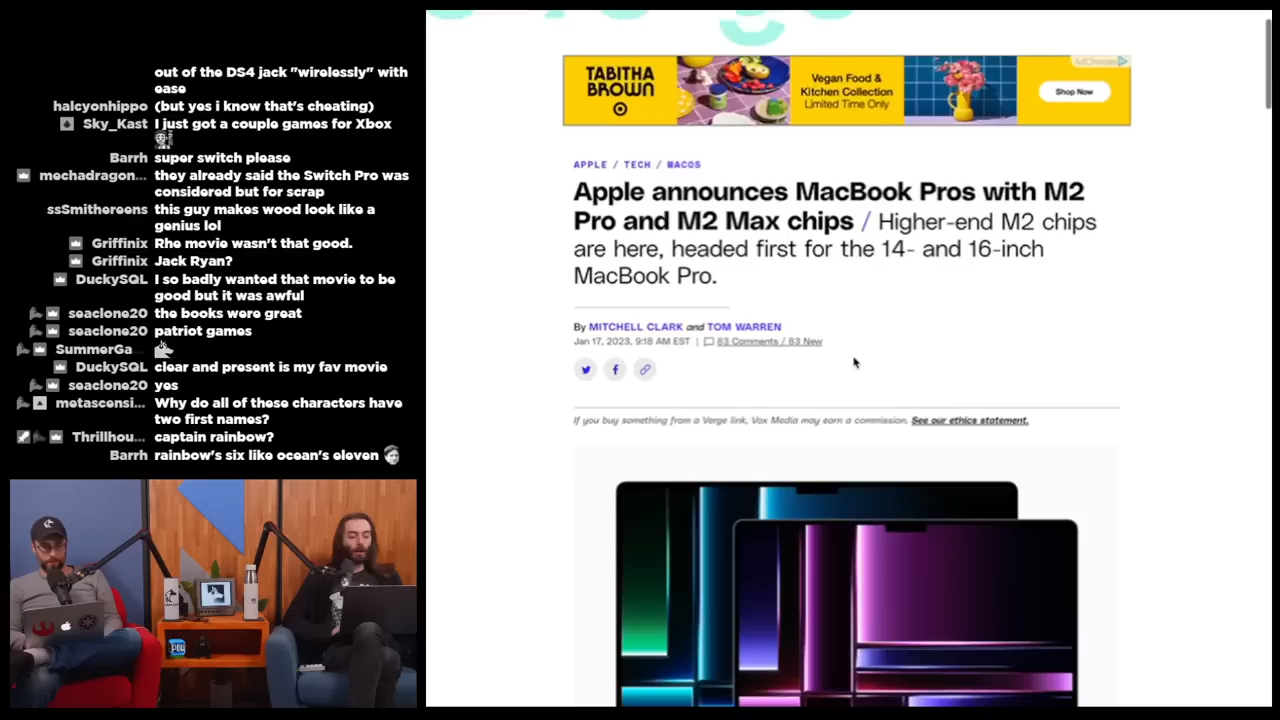 out of the DS4 jack "wirelessly" with
ease
halcyonhippo (but yes i know that's cheating)
Sky_Kast I just got a couple games for Xbox
Barrh super switch please
mechadragon... they already said the Switch Pro was
considered but for scrap
ssSmithereens this guy makes wood look like a
genius lol
Griffinix Rhe movie wasn't that good.
Griffinix Jack Ryan?
DuckySQL I so badly wanted that movie to be
good but it was awful
seaclone20 the books were great
seaclone20 patriot games
SummerGa
DuckySQL clear and present is my fav movie
seaclone20 yes
metascensi... Why do all of these characters have
two first names?
Thrillhou... captain rainbow?
Barrh rainbow's six like ocean's eleven
TABITHA
BROWN
Vegan Food &
Kitchen Collection
Limited Time Only
AdChoices
Shop Now
APPLE / TECH / MACOS
Apple announces MacBook Pros with M2
Pro and M2 Max chips / Higher-end M2 chips
are here, headed first for the 14- and 16-inch
MacBook Pro.
By MITCHELL CLARK and TOM WARREN
Jan 17, 2023, 9:18 AM EST | 83 Comments / 83 New
If you buy something from a Verge link, Vox Media may earn a commission. See our ethics statement.